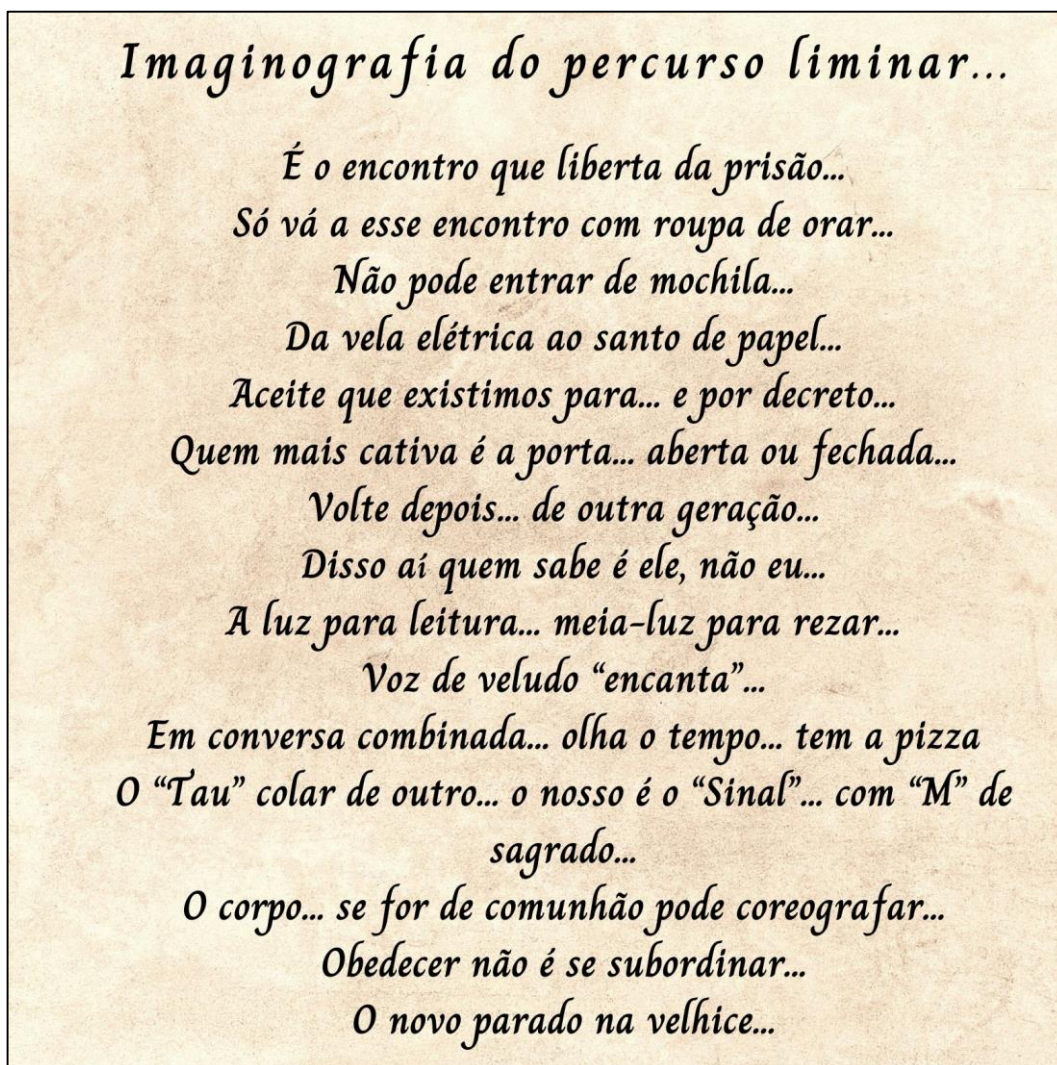 Imaginografia do percurso liminar...
É o encontro que liberta da prisão...
Só vá a esse encontro com roupa de orar...
Não pode entrar de mochila...
Da vela elétrica ao santo de papel...
Aceite que existimos para... e por decreto...
Quem mais cativa é a porta... aberta ou fechada...
Volte depois... de outra geração...
Disso aí quem sabe é ele, não eu...
A luz para leitura... meia-luz para rezar...
Voz de veludo “encanta”...
Em conversa combinada... olha o tempo... tem a pizza
O “Tau” colar de outro... o nosso é o “Sinal”... com “M” de
sagrado...
O corpo... se for de comunhão pode coreografar...
Obedecer não é se subordinar...
O novo parado na velhice...